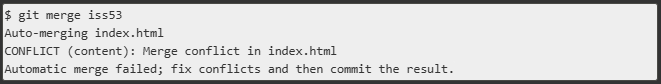 $ git merge iss53
Auto-merging index.html
CONFLICT (content): Merge conflict in index.html
Automatic merge failed; fix conflicts and then commit the result.